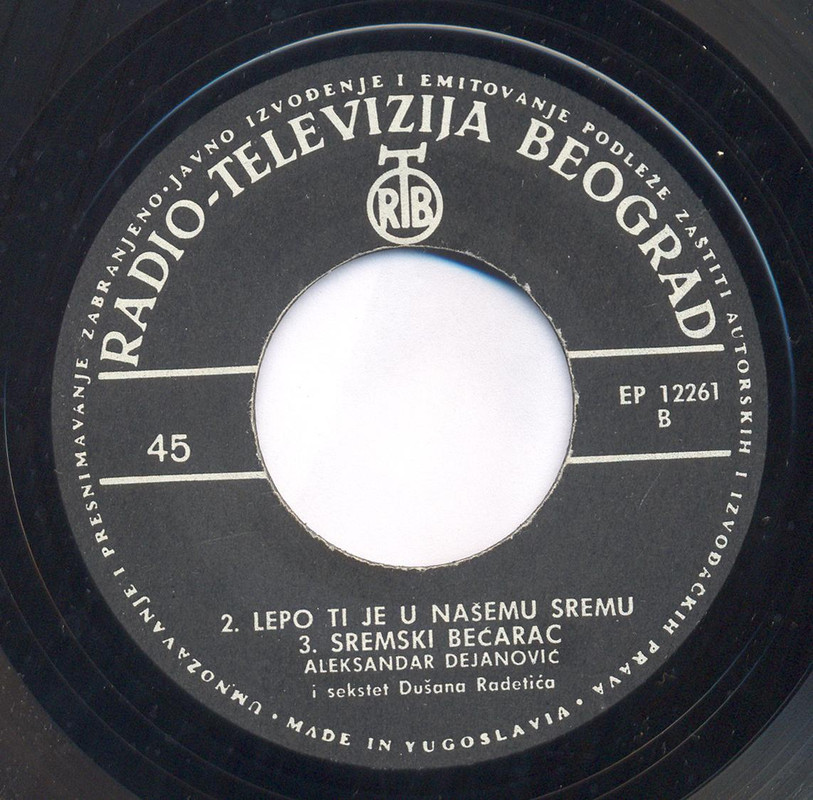 UMNOŽAVANJE I PRESNIMAVANJE ZABRANJENO • JAVNO IZVOĐENJE I EMITOVANJE PODLEŽE ZAŠTITI AUTORSKIH I IZVOĐAČKIH PRAVA • MADE IN YUGOSLAVIA •
RADIO-TELEVIZIJA BEOGRAD
RTB
45
EP 12261
B
2. LEPO TI JE U NAŠEMU SREMU
3. SREMSKI BEĆARAC
ALEKSANDAR DEJANOVIĆ
i sekstet Dušana Radetića